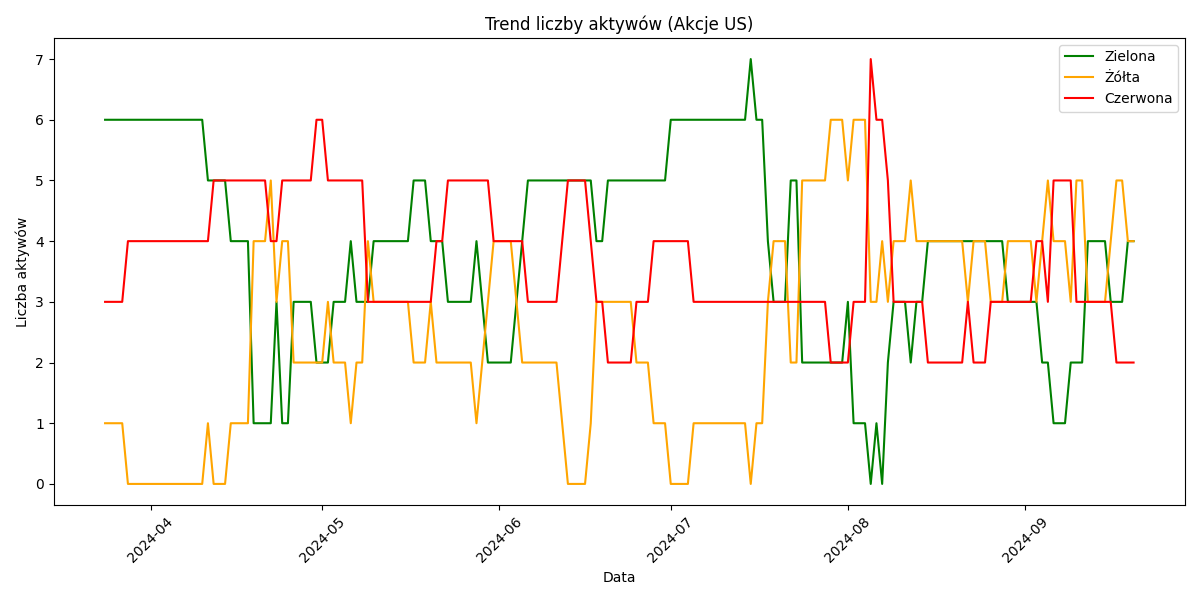 Trend liczby aktywów (Akcje US)
Zielona
Żółta
Czerwona
Liczba aktywów
7
6
5
4
3
2
1
0
2024-04
2024-05
2024-06
2024-07
2024-08
2024-09
Data